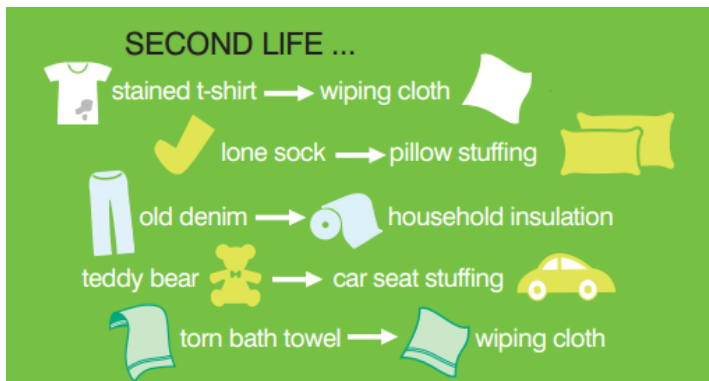 SECOND LIFE ...
stained t-shirt wiping cloth
lone sock pillow stuffing
old denim household insulation
teddy bear car seat stuffing
torn bath towel wiping cloth